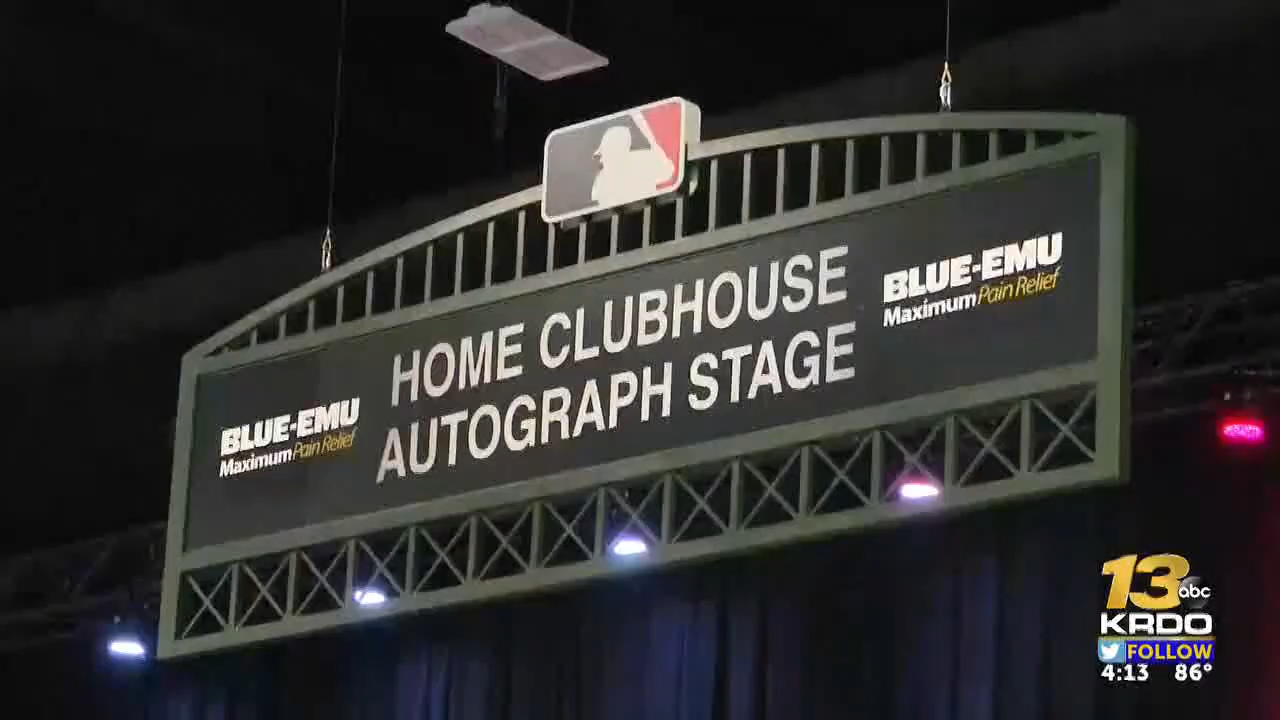 HOME CLUBHOUSE
AUTOGRAPH STAGE
BLUE-EMU
Maximum Pain Relief
BLUE-EMU
Maximum Pain Relief
13 abc
KRDO
FOLLOW
4:13 86°